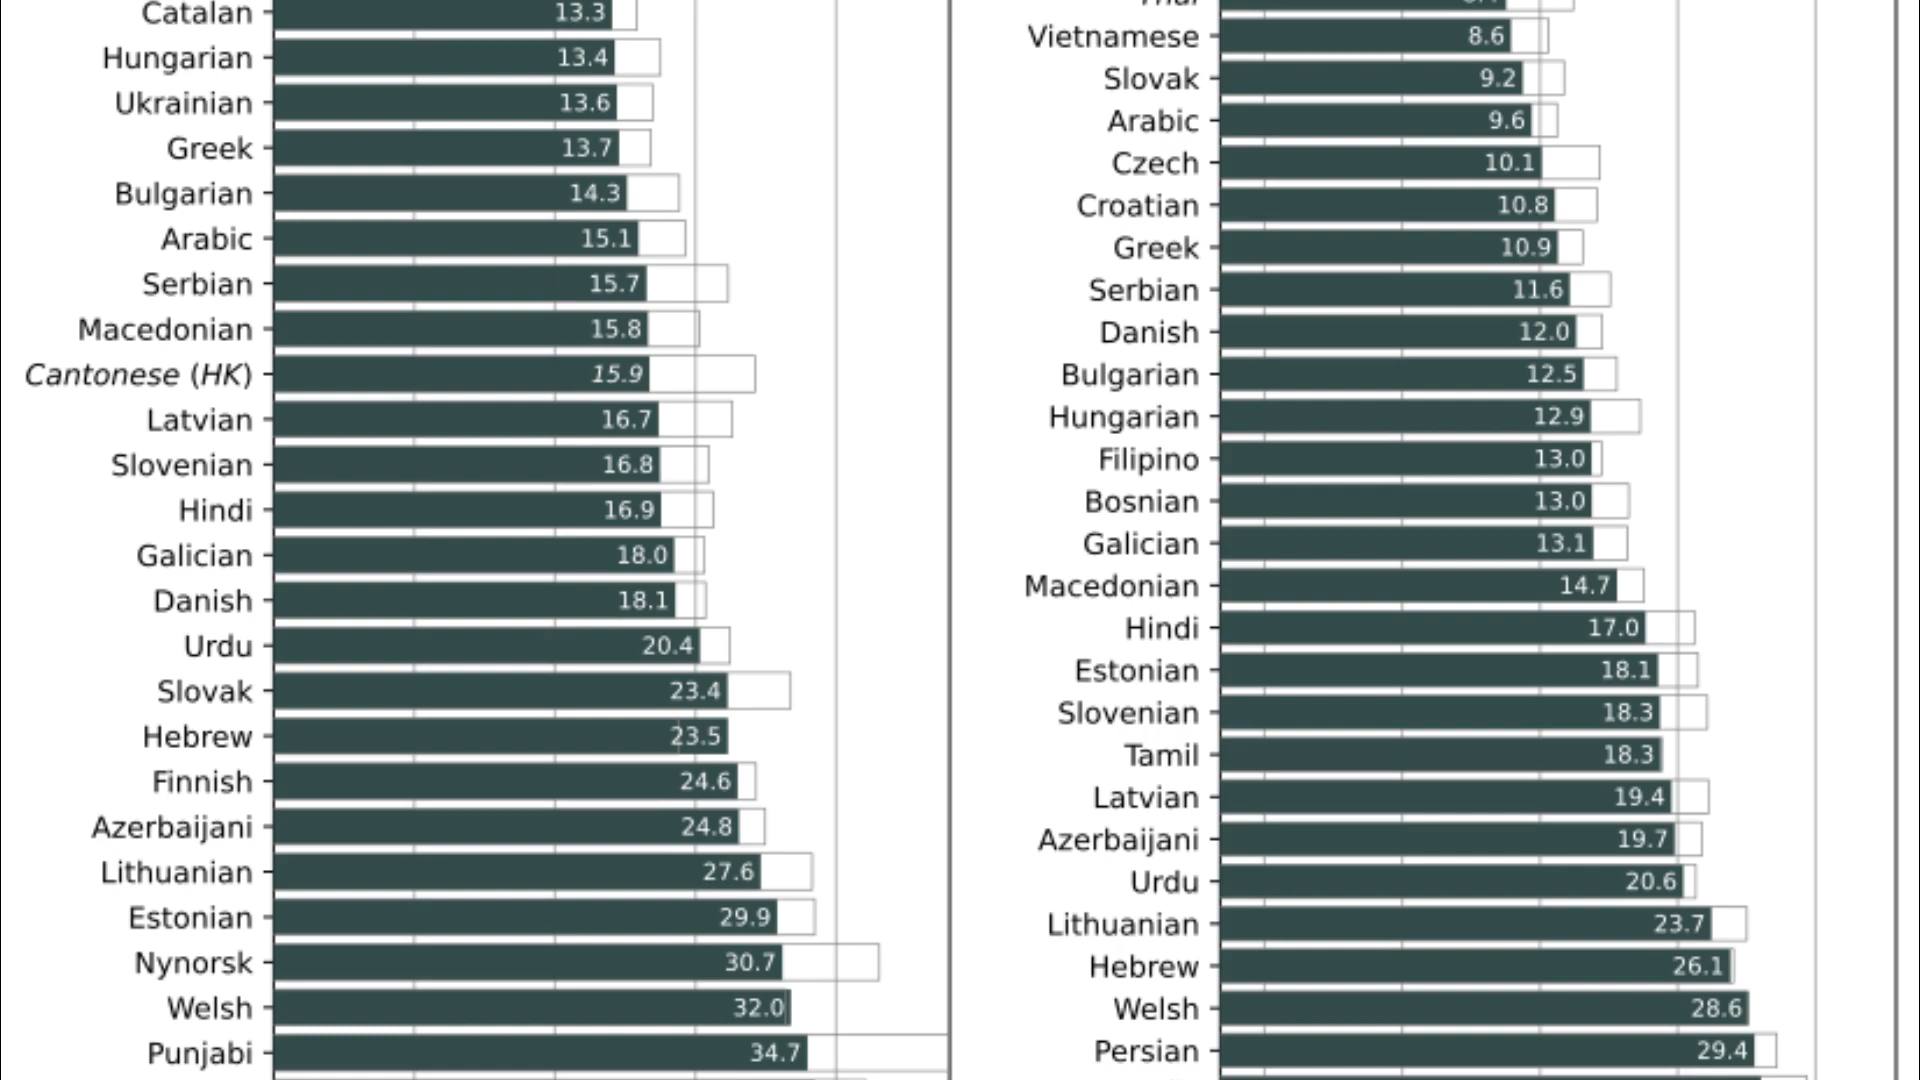 Catalan 13.3
Hungarian 13.4
Ukrainian 13.6
Greek 13.7
Bulgarian 14.3
Arabic 15.1
Serbian 15.7
Macedonian 15.8
Cantonese (HK) 15.9
Latvian 16.7
Slovenian 16.8
Hindi 16.9
Galician 18.0
Danish 18.1
Urdu 20.4
Slovak 23.4
Hebrew 23.5
Finnish 24.6
Azerbaijani 24.8
Lithuanian 27.6
Estonian 29.9
Nynorsk 30.7
Welsh 32.0
Punjabi 34.7
Vietnamese 8.6
Slovak 9.2
Arabic 9.6
Czech 10.1
Croatian 10.8
Greek 10.9
Serbian 11.6
Danish 12.0
Bulgarian 12.5
Hungarian 12.9
Filipino 13.0
Bosnian 13.0
Galician 13.1
Macedonian 14.7
Hindi 17.0
Estonian 18.1
Slovenian 18.3
Tamil 18.3
Latvian 19.4
Azerbaijani 19.7
Urdu 20.6
Lithuanian 23.7
Hebrew 26.1
Welsh 28.6
Persian 29.4